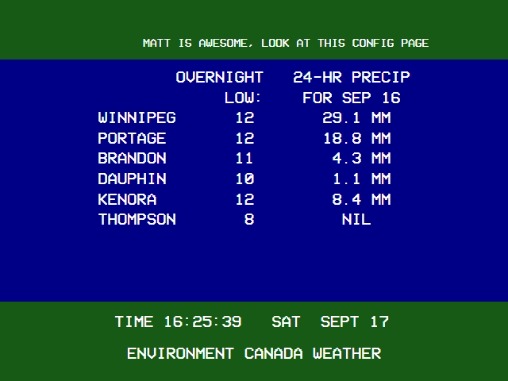 MATT IS AWESOME, LOOK AT THIS CONFIG PAGE
OVERNIGHT 24-HR PRECIP
LOW: FOR SEP 16
WINNIPEG 12 29.1 MM
PORTAGE 12 18.8 MM
BRANDON 11 4.3 MM
DAUPHIN 10 1.1 MM
KENORA 12 8.4 MM
THOMPSON 8 NIL
TIME 16:25:39 SAT SEPT 17
ENVIRONMENT CANADA WEATHER